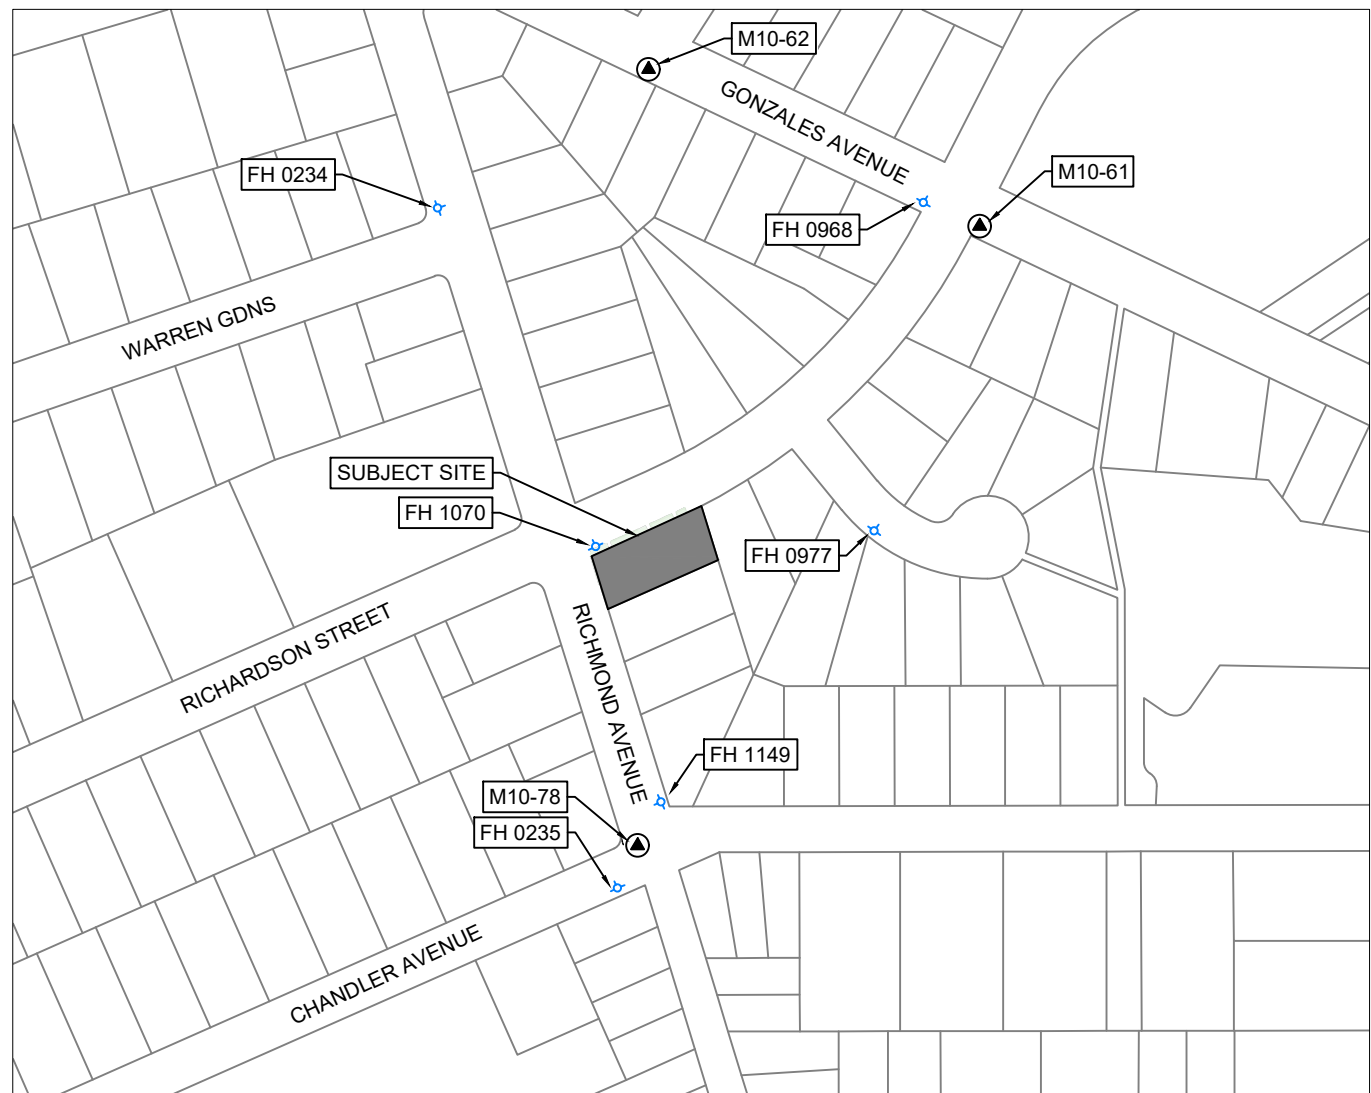 M10-62
GONZALES AVENUE
FH 0234
M10-61
FH 0968
WARREN GDNS
SUBJECT SITE
FH 1070
FH 0977
RICHARDSON STREET
RICHMOND AVENUE
FH 1149
M10-78
FH 0235
CHANDLER AVENUE